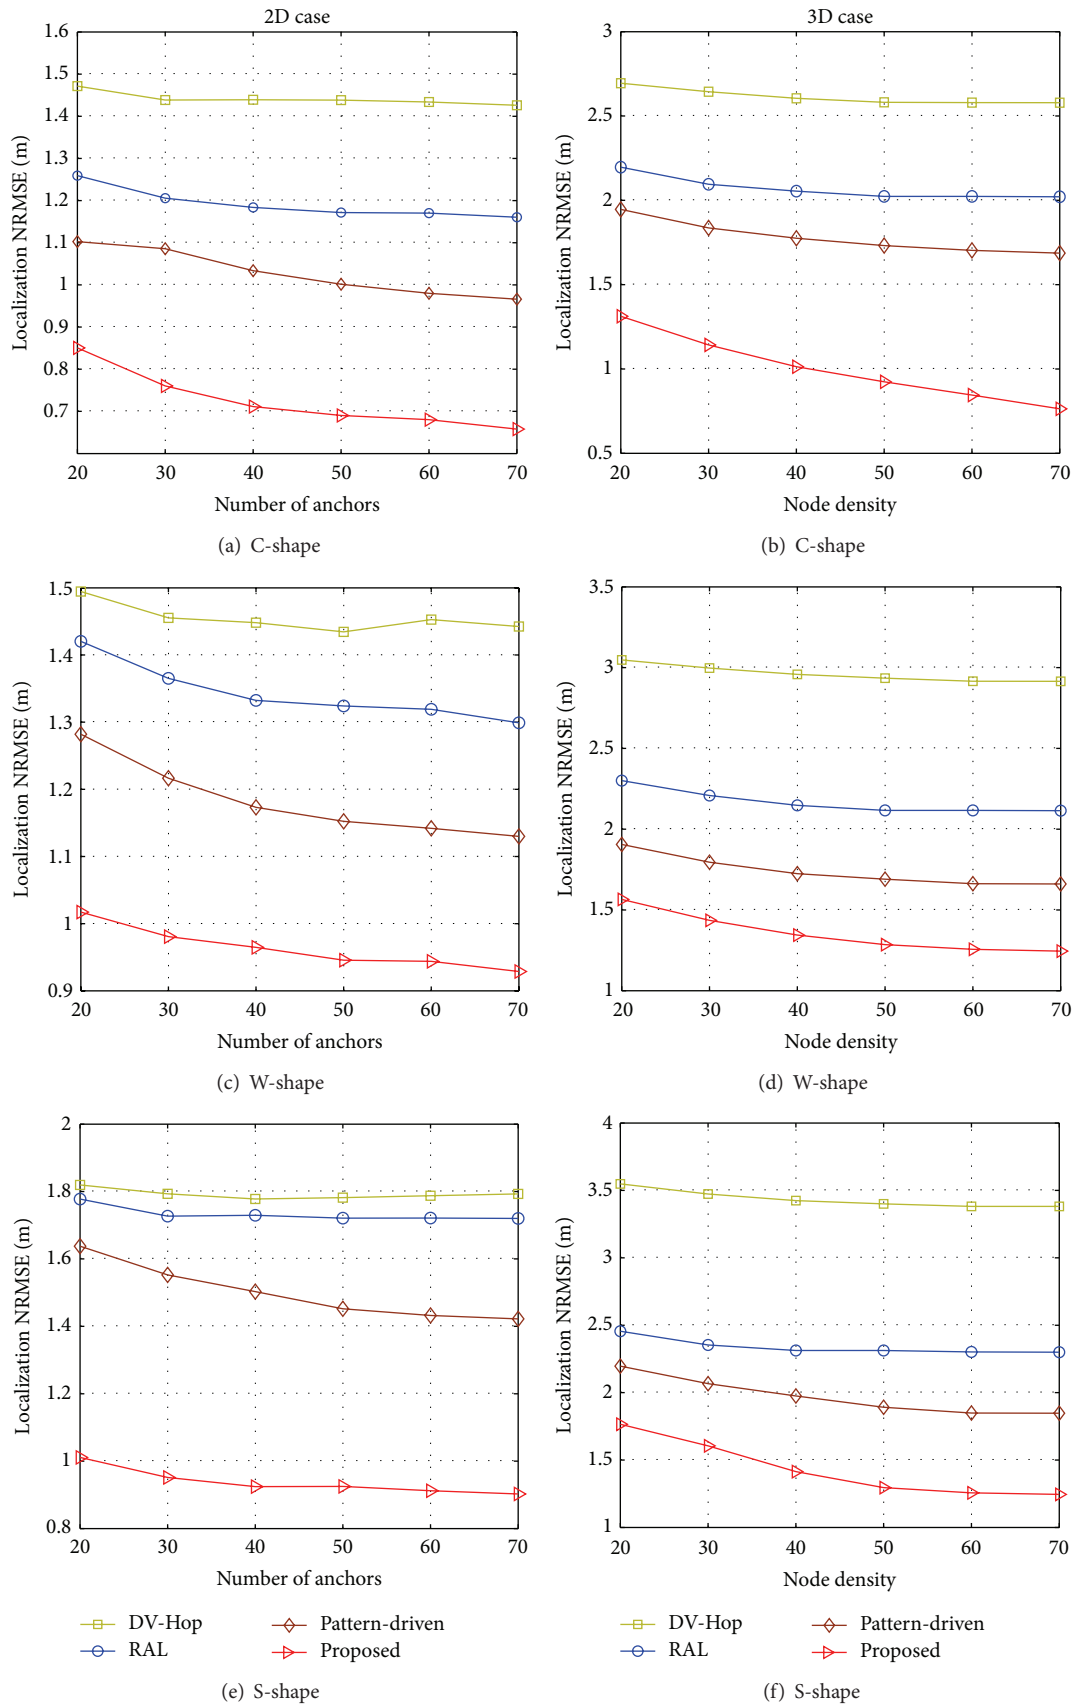 2D case
1.6
1.5
1.4
1.3
1.2
1.1
1
0.9
0.8
0.7
Localization NRMSE (m)
20 30 40 50 60 70
Number of anchors
(a) C-shape
3D case
3
2.5
2
1.5
1
0.5
Localization NRMSE (m)
20 30 40 50 60 70
Node density
(b) C-shape
1.5
1.4
1.3
1.2
1.1
1
0.9
Localization NRMSE (m)
20 30 40 50 60 70
Number of anchors
(c) W-shape
3.5
3
2.5
2
1.5
1
Localization NRMSE (m)
20 30 40 50 60 70
Node density
(d) W-shape
2
1.8
1.6
1.4
1.2
1
0.8
Localization NRMSE (m)
20 30 40 50 60 70
Number of anchors
DV-Hop
RAL
Pattern-driven
Proposed
(e) S-shape
4
3.5
3
2.5
2
1.5
1
Localization NRMSE (m)
20 30 40 50 60 70
Node density
DV-Hop
RAL
Pattern-driven
Proposed
(f) S-shape